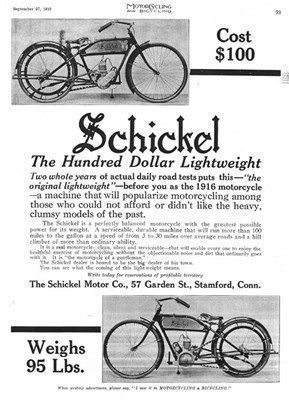 September 27, 1915
MOTORCYCLING
AND BICYCLING
Cost
$100
Schickel
The Hundred Dollar Lightweight
Two whole years of actual daily road tests puts this—"the
original lightweight"—before you as the 1916 motorcycle
—a machine that will popularize motorcycling among
those who could not afford or didn't like the heavy,
clumsy models of the past.
The Schickel is a perfectly balanced motorcycle with the greatest possible
power for its weight. A serviceable, durable machine that will run more than 100
miles to the gallon at a speed of from 3 to 30 miles over average roads and a hill
climber of more than ordinary ability.
It is a real motorcycle—clean, silent and serviceable—that will enable every one to enjoy the
healthful exercise of motorcycling without the objectionable noise and dirt that ordinarily goes
with it. It is "the motorcycle of a gentleman."
The Schickel dealer is bound to be the big dealer of his town.
You can see what the coming of this lightweight means.
Write today for reservations of profitable territory
The Schickel Motor Co., 57 Garden St., Stamford, Conn.
Weighs
95 Lbs.
When writing advertisers, please say, "I saw it in MOTORCYCLING & BICYCLING."